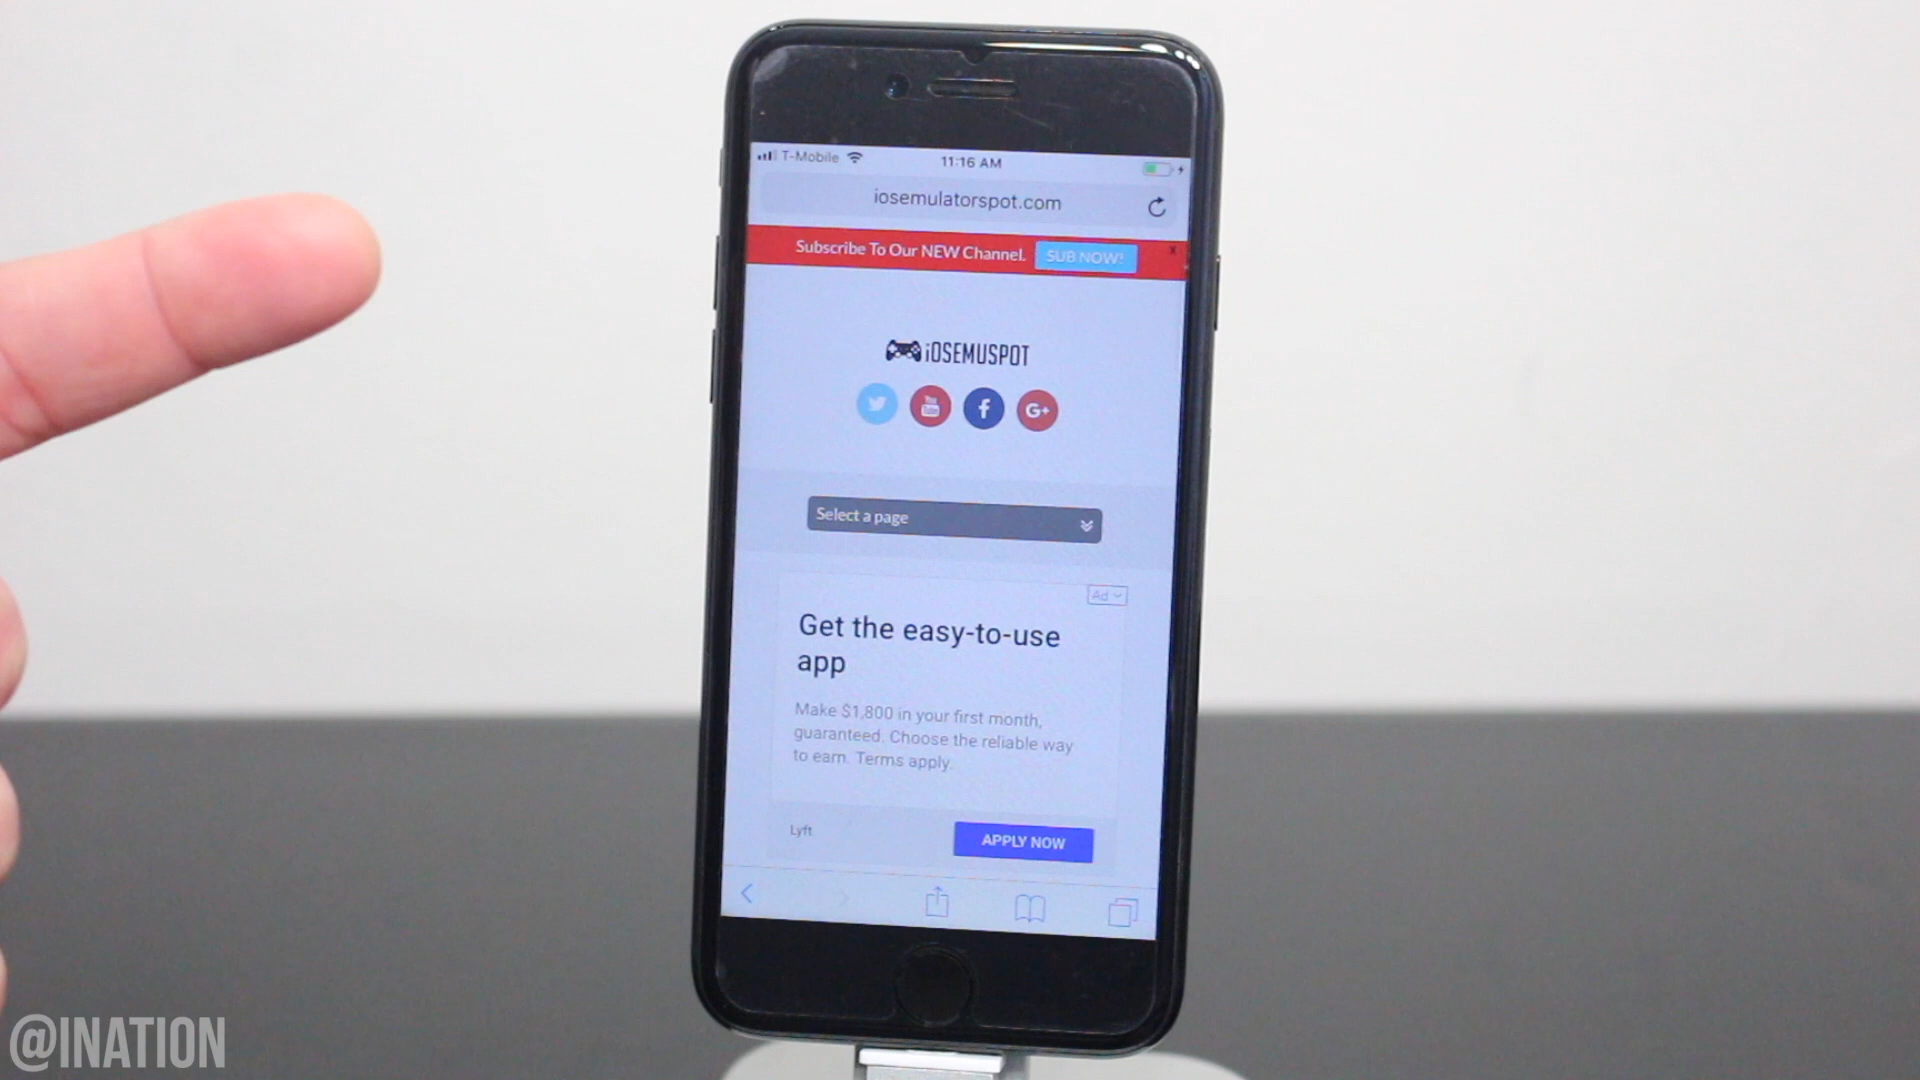 T-Mobile 11:16 AM
iosemulatorspot.com
Subscribe To Our NEW Channel. SUB NOW! x
iOSEMUSPOT
You Tube f G+
Select a page
Ad
Get the easy-to-use
app
Make $1,800 in your first month,
guaranteed. Choose the reliable way
to earn. Terms apply.
Lyft APPLY NOW
@INATION